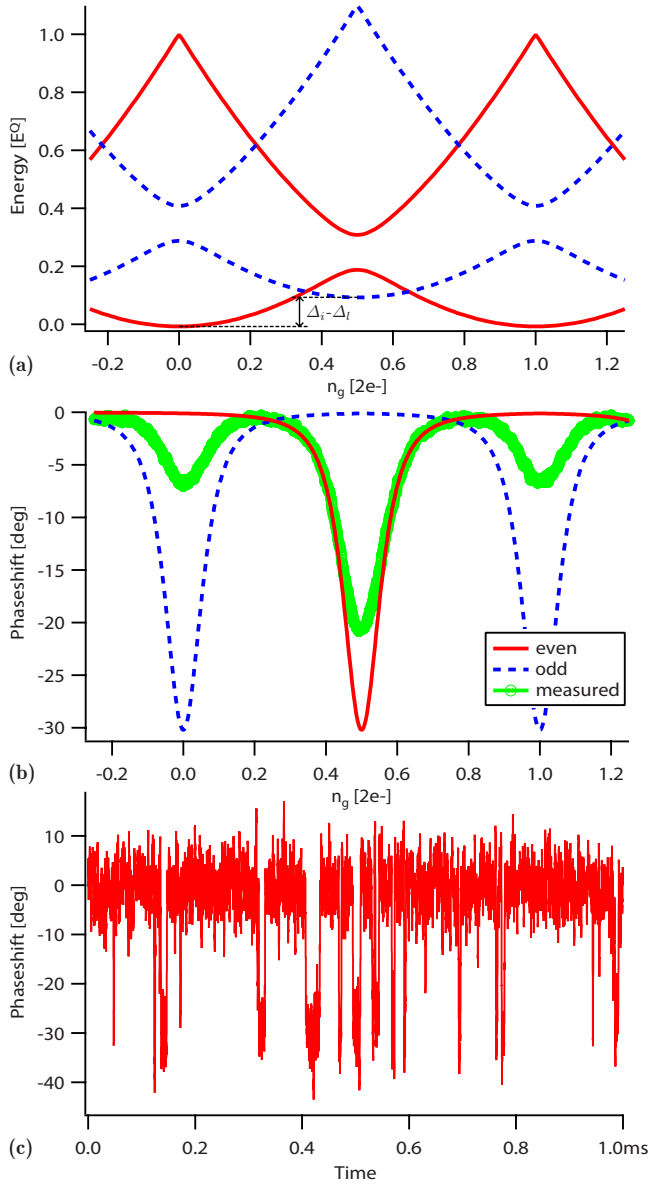 1.0
0.8
0.6
0.4
0.2
0.0
Energy [E^Q]
Δ_i-Δ_l
-0.2 0.0 0.2 0.4 0.6 0.8 1.0 1.2
(a)
n_g [2e-]
0
-5
-10
-15
-20
-25
-30
Phaseshift [deg]
even
odd
measured
-0.2 0.0 0.2 0.4 0.6 0.8 1.0 1.2
(b)
n_g [2e-]
10
0
-10
-20
-30
-40
Phaseshift [deg]
0.0 0.2 0.4 0.6 0.8 1.0ms
(c)
Time